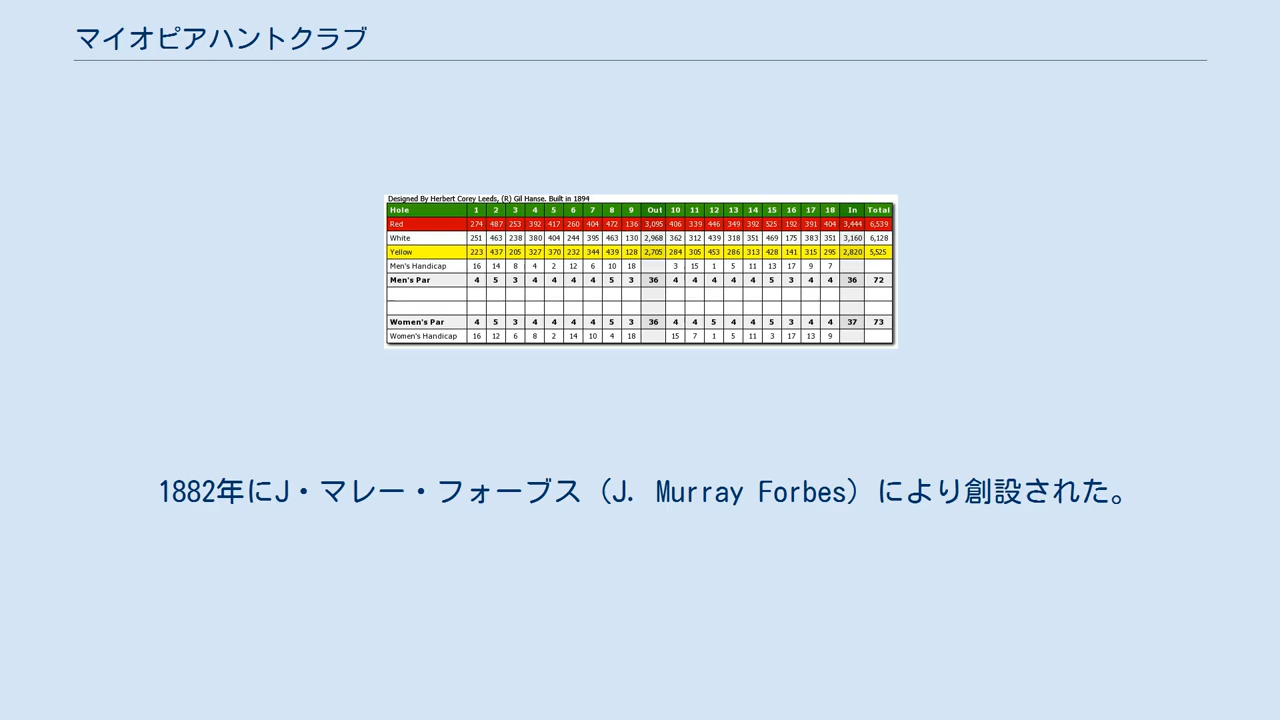 マイオピアハントクラブ
Designed By Herbert Corey Leeds, (R) Gil Hanse. Built in 1894
Hole 1 2 3 4 5 6 7 8 9 Out 10 11 12 13 14 15 16 17 18 In Total
Red 274 487 253 392 417 260 404 472 136 3,095 406 339 446 349 392 525 192 391 404 3,444 6,539
White 251 463 238 380 404 244 395 463 130 2,968 362 312 439 318 351 469 175 383 351 3,160 6,128
Yellow 223 437 205 327 370 232 344 439 128 2,705 284 305 453 286 313 428 141 315 295 2,820 5,525
Men's Handicap 16 14 8 4 2 12 6 10 18 3 15 1 5 11 13 17 9 7
Men's Par 4 5 3 4 4 4 4 5 3 36 4 4 4 4 4 5 3 4 4 36 72
Women's Par 4 5 3 4 4 4 4 5 3 36 4 4 5 4 4 5 3 4 4 37 73
Women's Handicap 16 12 6 8 2 14 10 4 18 15 7 1 5 11 3 17 13 9
1882年にJ・マレー・フォーブス（J. Murray Forbes）により創設された。